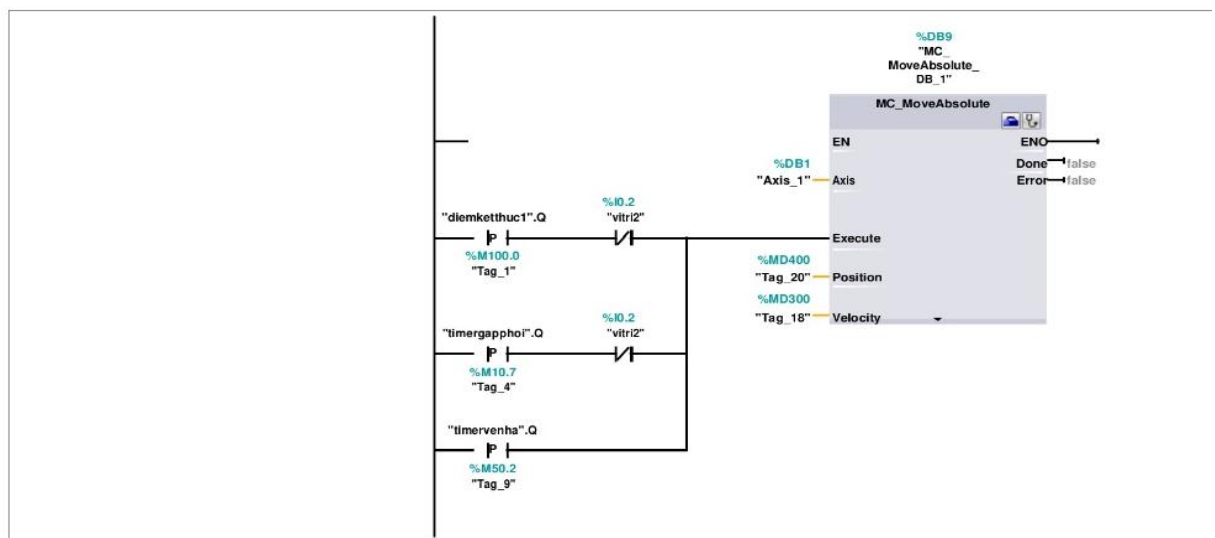 %DB9
"MC_
MoveAbsolute_
DB_1"
MC_MoveAbsolute
EN
ENO
%DB1
Done
false
"Axis_1"
Axis
Error
false
%I0.2
"diemketthuc1".Q
"vitri2"
P
Execute
%M100.0
"Tag_1"
%MD400
"Tag_20"
Position
%MD300
"Tag_18"
Velocity
%I0.2
"timergapphoi".Q
"vitri2"
P
%M10.7
"Tag_4"
"timervenha".Q
P
%M50.2
"Tag_9"